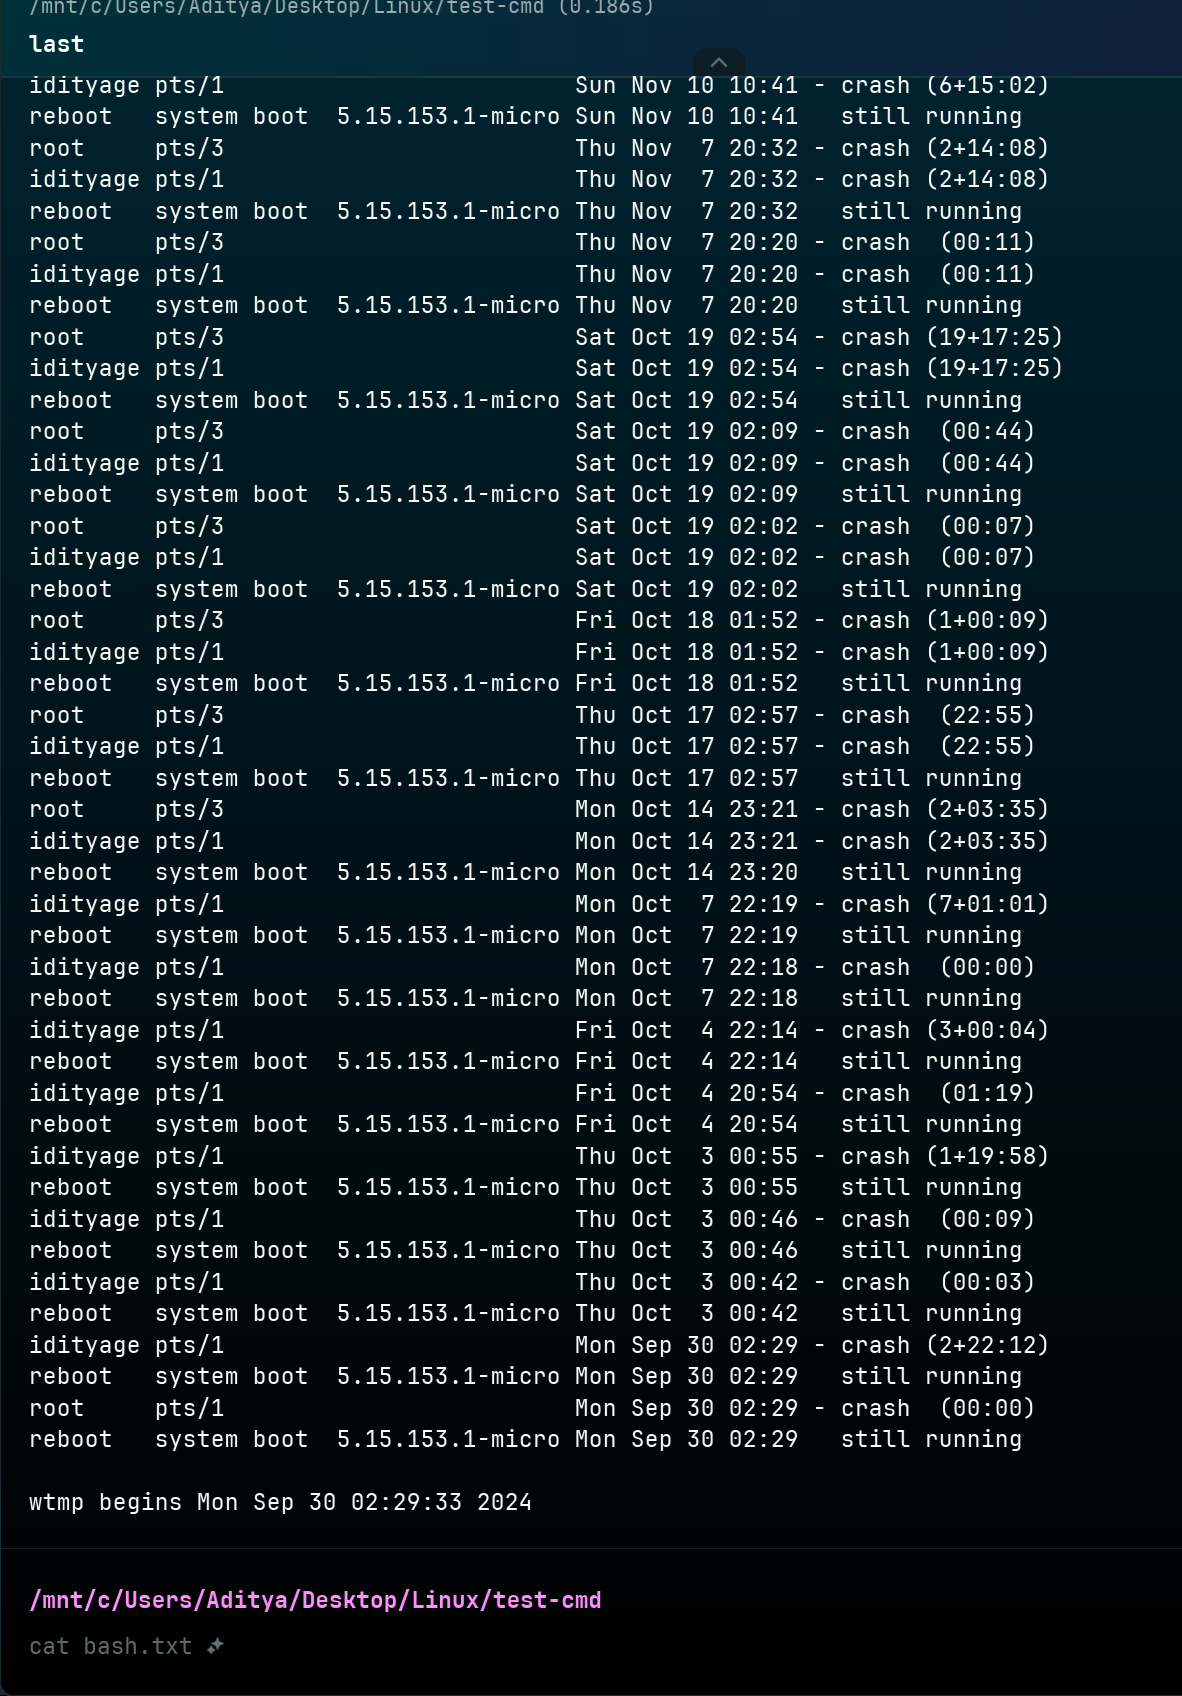 /mnt/c/Users/Aditya/Desktop/Linux/test-cmd (0.186s)
last
idityage pts/1                         Sun Nov 10 10:41 - crash (6+15:02)
reboot   system boot  5.15.153.1-micro Sun Nov 10 10:41   still running
root     pts/3                         Thu Nov  7 20:32 - crash (2+14:08)
idityage pts/1                         Thu Nov  7 20:32 - crash (2+14:08)
reboot   system boot  5.15.153.1-micro Thu Nov  7 20:32   still running
root     pts/3                         Thu Nov  7 20:20 - crash  (00:11)
idityage pts/1                         Thu Nov  7 20:20 - crash  (00:11)
reboot   system boot  5.15.153.1-micro Thu Nov  7 20:20   still running
root     pts/3                         Sat Oct 19 02:54 - crash (19+17:25)
idityage pts/1                         Sat Oct 19 02:54 - crash (19+17:25)
reboot   system boot  5.15.153.1-micro Sat Oct 19 02:54   still running
root     pts/3                         Sat Oct 19 02:09 - crash  (00:44)
idityage pts/1                         Sat Oct 19 02:09 - crash  (00:44)
reboot   system boot  5.15.153.1-micro Sat Oct 19 02:09   still running
root     pts/3                         Sat Oct 19 02:02 - crash  (00:07)
idityage pts/1                         Sat Oct 19 02:02 - crash  (00:07)
reboot   system boot  5.15.153.1-micro Sat Oct 19 02:02   still running
root     pts/3                         Fri Oct 18 01:52 - crash (1+00:09)
idityage pts/1                         Fri Oct 18 01:52 - crash (1+00:09)
reboot   system boot  5.15.153.1-micro Fri Oct 18 01:52   still running
root     pts/3                         Thu Oct 17 02:57 - crash  (22:55)
idityage pts/1                         Thu Oct 17 02:57 - crash  (22:55)
reboot   system boot  5.15.153.1-micro Thu Oct 17 02:57   still running
root     pts/3                         Mon Oct 14 23:21 - crash (2+03:35)
idityage pts/1                         Mon Oct 14 23:21 - crash (2+03:35)
reboot   system boot  5.15.153.1-micro Mon Oct 14 23:20   still running
idityage pts/1                         Mon Oct  7 22:19 - crash (7+01:01)
reboot   system boot  5.15.153.1-micro Mon Oct  7 22:19   still running
idityage pts/1                         Mon Oct  7 22:18 - crash  (00:00)
reboot   system boot  5.15.153.1-micro Mon Oct  7 22:18   still running
idityage pts/1                         Fri Oct  4 22:14 - crash (3+00:04)
reboot   system boot  5.15.153.1-micro Fri Oct  4 22:14   still running
idityage pts/1                         Fri Oct  4 20:54 - crash  (01:19)
reboot   system boot  5.15.153.1-micro Fri Oct  4 20:54   still running
idityage pts/1                         Thu Oct  3 00:55 - crash (1+19:58)
reboot   system boot  5.15.153.1-micro Thu Oct  3 00:55   still running
idityage pts/1                         Thu Oct  3 00:46 - crash  (00:09)
reboot   system boot  5.15.153.1-micro Thu Oct  3 00:46   still running
idityage pts/1                         Thu Oct  3 00:42 - crash  (00:03)
reboot   system boot  5.15.153.1-micro Thu Oct  3 00:42   still running
idityage pts/1                         Mon Sep 30 02:29 - crash (2+22:12)
reboot   system boot  5.15.153.1-micro Mon Sep 30 02:29   still running
root     pts/1                         Mon Sep 30 02:29 - crash  (00:00)
reboot   system boot  5.15.153.1-micro Mon Sep 30 02:29   still running
wtmp begins Mon Sep 30 02:29:33 2024
/mnt/c/Users/Aditya/Desktop/Linux/test-cmd
cat bash.txt